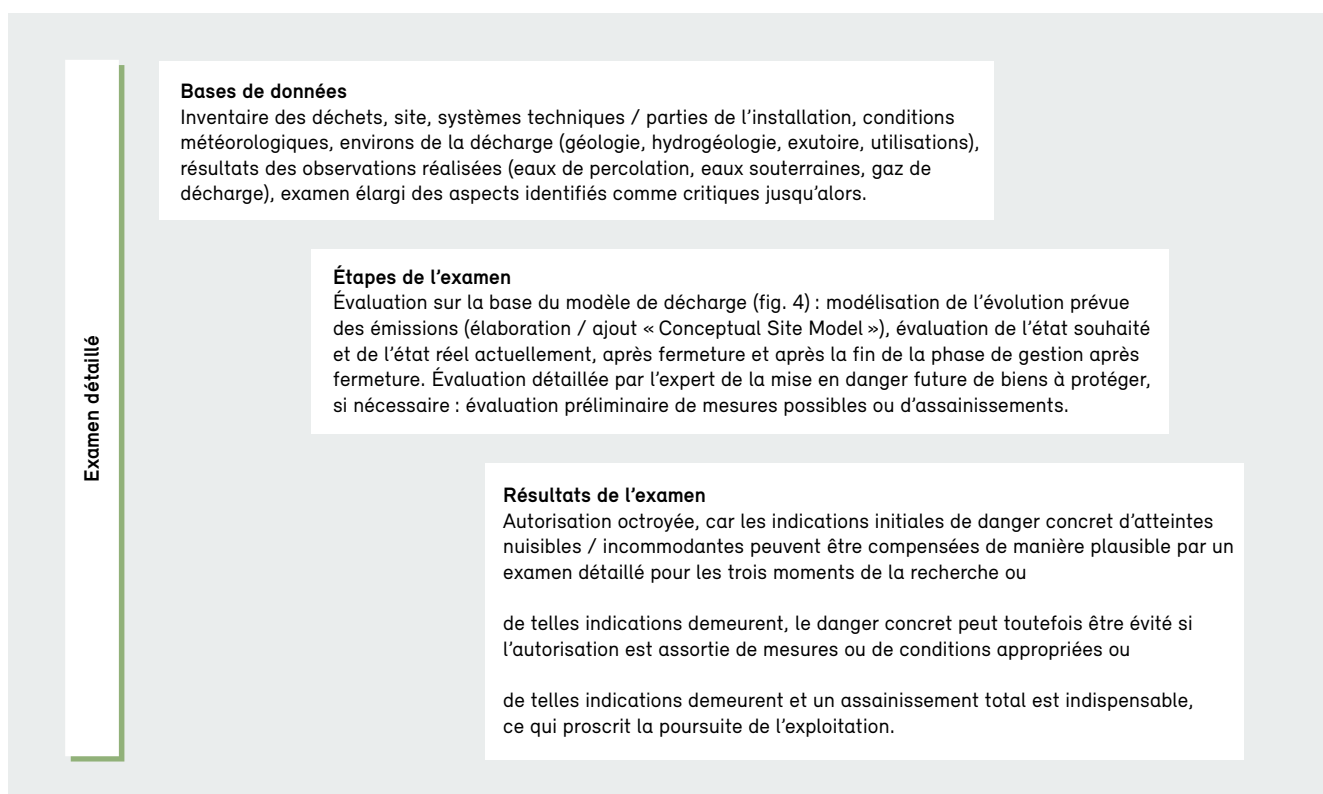 Examen détaillé
Bases de données
Inventaire des déchets, site, systèmes techniques / parties de l’installation, conditions
météorologiques, environs de la décharge (géologie, hydrogéologie, exutoire, utilisations),
résultats des observations réalisées (eaux de percolation, eaux souterraines, gaz de
décharge), examen élargi des aspects identifiés comme critiques jusqu’alors.
Étapes de l’examen
Évaluation sur la base du modèle de décharge (fig. 4) : modélisation de l’évolution prévue
des émissions (élaboration / ajout « Conceptual Site Model »), évaluation de l’état souhaité
et de l’état réel actuellement, après fermeture et après la fin de la phase de gestion après
fermeture. Évaluation détaillée par l’expert de la mise en danger future de biens à protéger,
si nécessaire : évaluation préliminaire de mesures possibles ou d’assainissements.
Résultats de l’examen
Autorisation octroyée, car les indications initiales de danger concret d’atteintes
nuisibles / incommodantes peuvent être compensées de manière plausible par un
examen détaillé pour les trois moments de la recherche ou
de telles indications demeurent, le danger concret peut toutefois être évité si
l’autorisation est assortie de mesures ou de conditions appropriées ou
de telles indications demeurent et un assainissement total est indispensable,
ce qui proscrit la poursuite de l’exploitation.